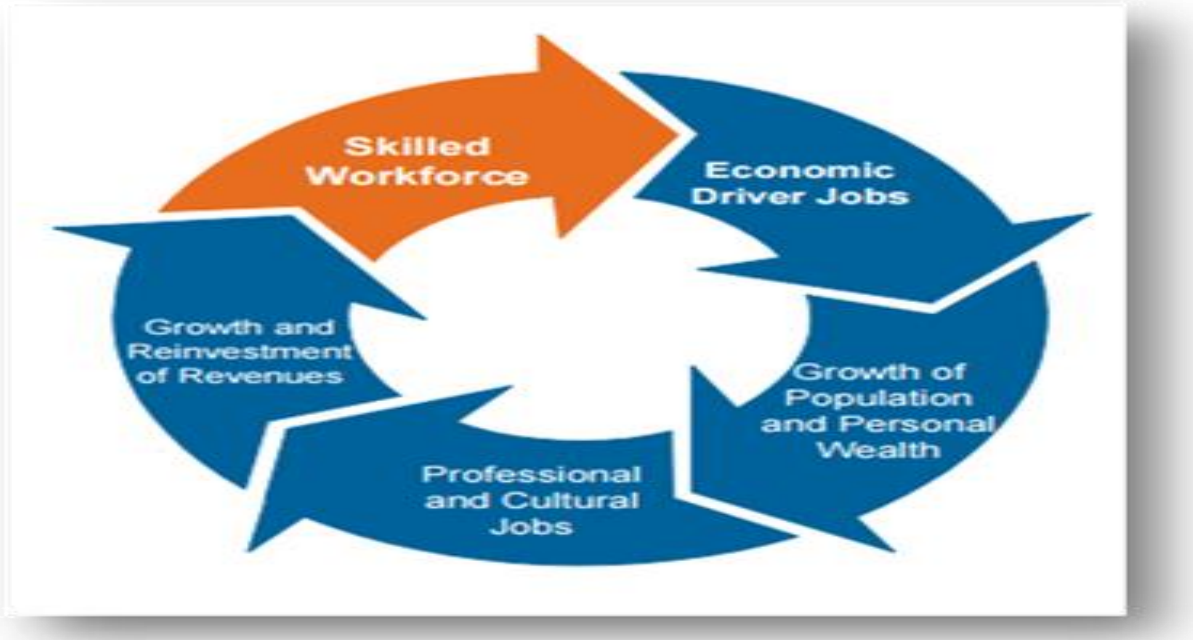 Skilled
Workforce
Economic
Driver Jobs
Growth of
Population
and Personal
Wealth
Professional
and Cultural
Jobs
Growth and
Reinvestment
of Revenues